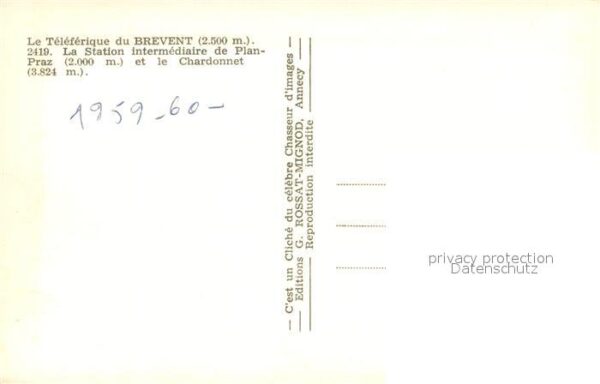 Le Téléférique du BREVENT (2.500 m.).
2419. La Station intermédiaire de Plan-
Praz (2.000 m.) et le Chardonnet
(3.824 m.).
1959-60-
— C'est un Cliché du célèbre Chasseur d'images —
— Editions G. ROSSAT-MIGNOD, Annecy —
Reproduction interdite
privacy protection
Datenschutz